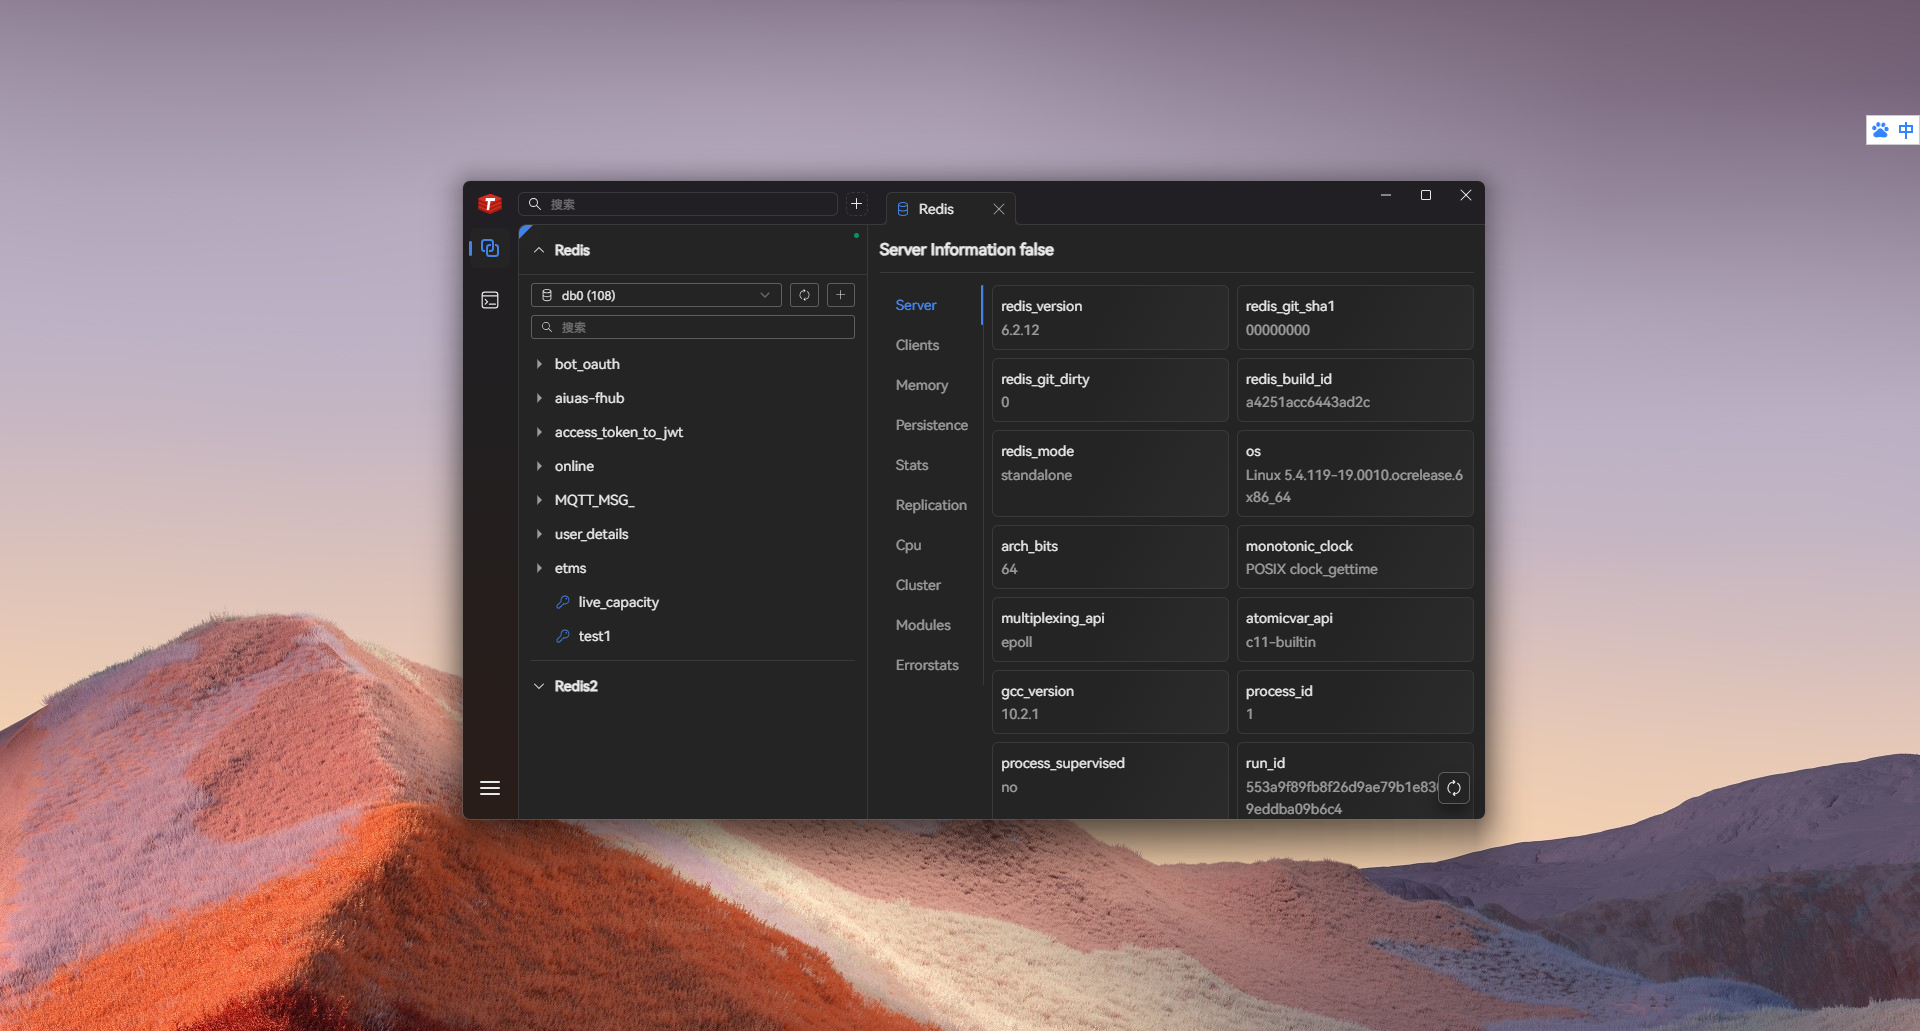 搜索
Redis
中
Redis
Server Information false
db0 (108)
搜索
bot_oauth
aiuas-fhub
access_token_to_jwt
online
MQTT_MSG_
user_details
etms
live_capacity
test1
Redis2
Server
Clients
Memory
Persistence
Stats
Replication
Cpu
Cluster
Modules
Errorstats
redis_version
6.2.12
redis_git_sha1
00000000
redis_git_dirty
0
redis_build_id
a4251acc6443ad2c
redis_mode
standalone
os
Linux 5.4.119-19.0010.ocrelease.6
x86_64
arch_bits
64
monotonic_clock
POSIX clock_gettime
multiplexing_api
epoll
atomicvar_api
c11-builtin
gcc_version
10.2.1
process_id
1
process_supervised
no
run_id
553a9f89fb8f26d9ae79b1e83
9eddba09b6c4